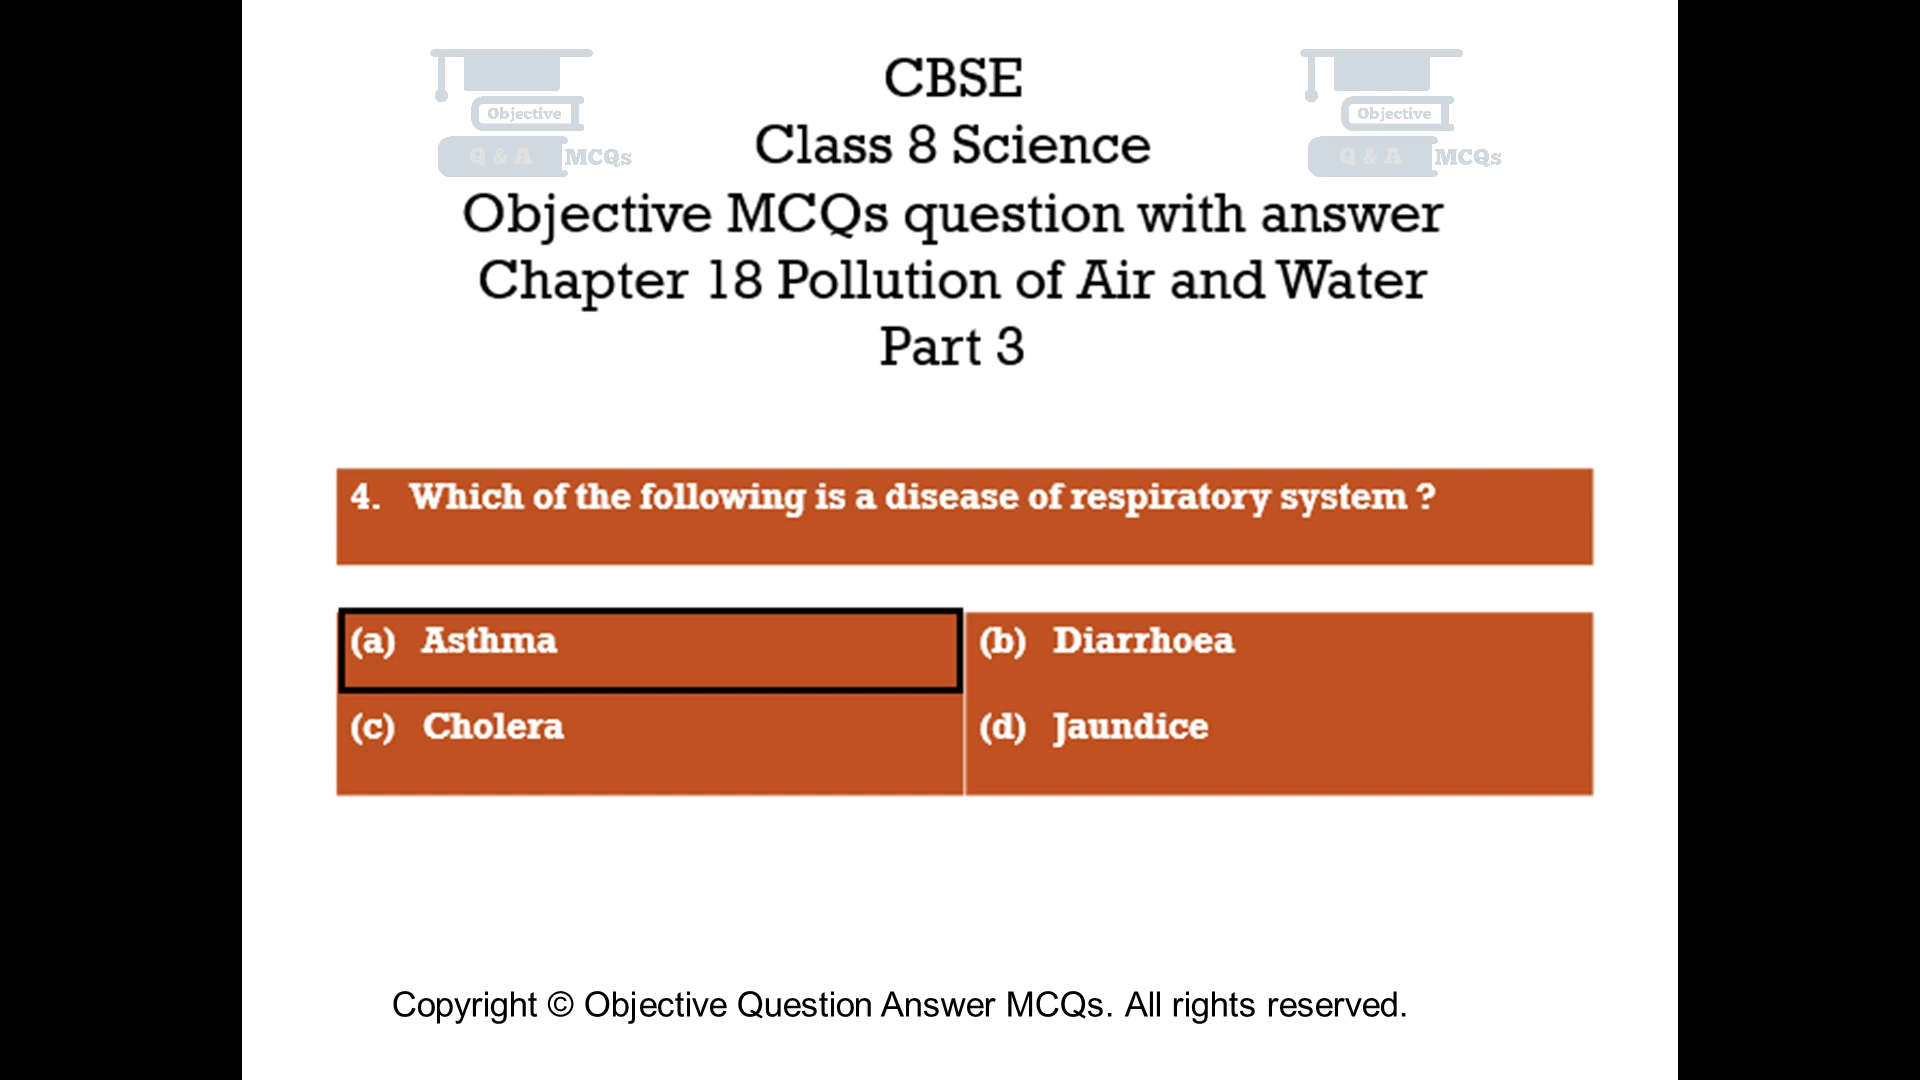 CBSE
Class 8 Science
Objective MCQs question with answer
Chapter 18 Pollution of Air and Water
Part 3
Objective
Q & A MCQs
Objective
Q & A MCQs
4. Which of the following is a disease of respiratory system ?
(a) Asthma
(b) Diarrhoea
(c) Cholera
(d) Jaundice
Copyright © Objective Question Answer MCQs. All rights reserved.